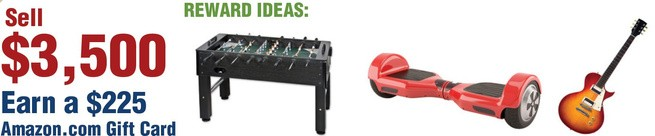 Sell
$3,500
Earn a $225
Amazon.com Gift Card
REWARD IDEAS: